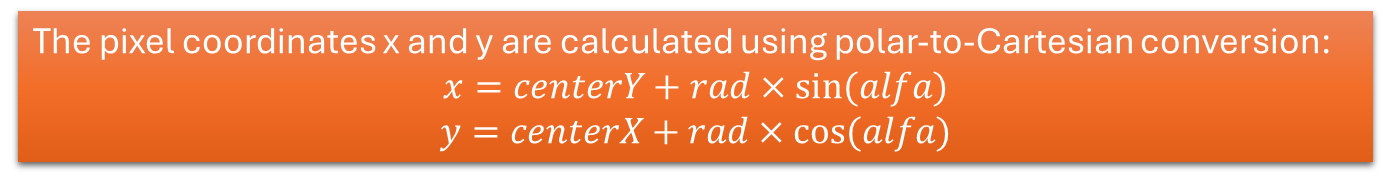 The pixel coordinates x and y are calculated using polar-to-Cartesian conversion:
x = centerY + rad × sin(alfa)
y = centerX + rad × cos(alfa)